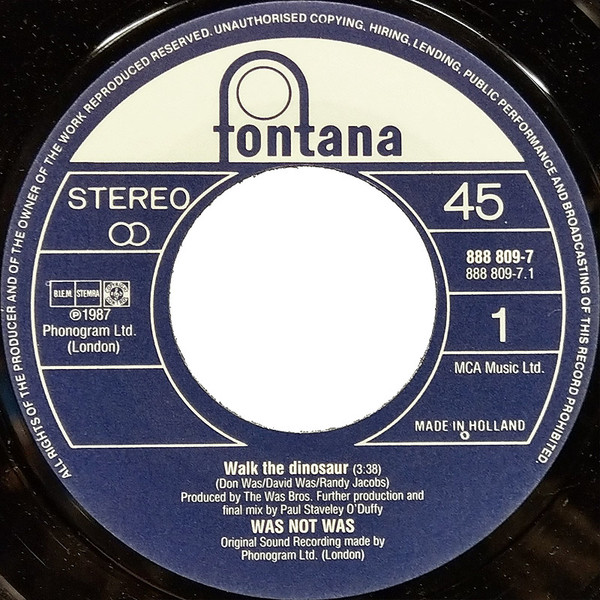 ALL RIGHTS OF THE PRODUCER AND OF THE OWNER OF THE WORK REPRODUCED RESERVED. UNAUTHORISED COPYING, HIRING, LENDING, PUBLIC PERFORMANCE AND BROADCASTING OF THIS RECORD PROHIBITED.
fontana
STEREO
45
888 809-7
888 809-7.1
B.I.E.M. STEMRA
℗1987
Phonogram Ltd.
(London)
1
MCA Music Ltd.
MADE IN HOLLAND
Walk the dinosaur (3:38)
(Don Was/David Was/Randy Jacobs)
Produced by The Was Bros. Further production and
final mix by Paul Staveley O'Duffy
WAS NOT WAS
Original Sound Recording made by
Phonogram Ltd. (London)